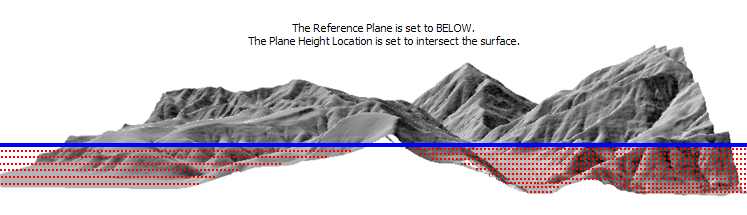 The Reference Plane is set to BELOW.
The Plane Height Location is set to intersect the surface.